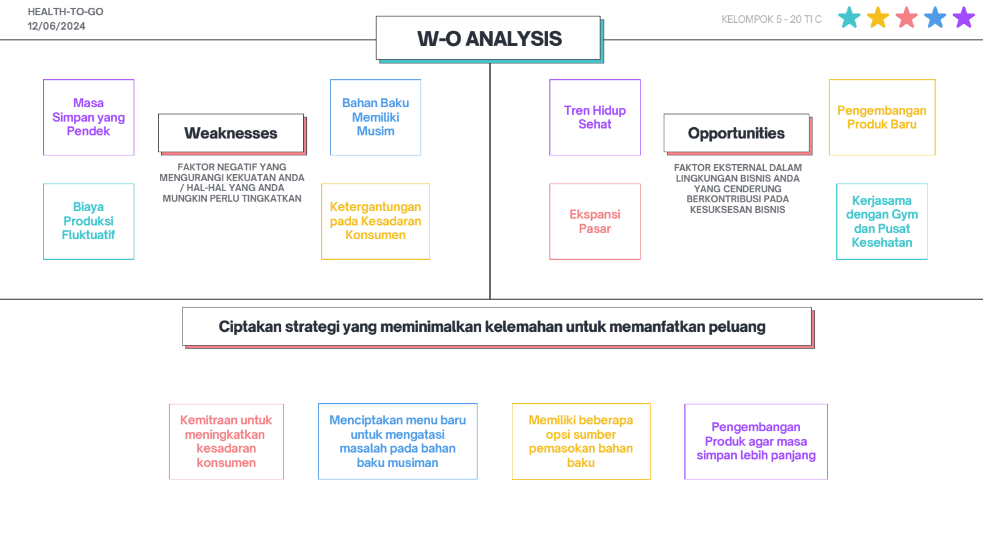 HEALTH-TO-GO
12/06/2024
W-O ANALYSIS
KELOMPOK 5 - 20 TI C
Masa
Simpan yang
Pendek
Weaknesses
FAKTOR NEGATIF YANG
MENGURANGI KEKUATAN ANDA
/ HAL-HAL YANG ANDA
MUNGKIN PERLU TINGKATKAN
Bahan Baku
Memiliki
Musim
Biaya
Produksi
Fluktuatif
Ketergantungan
pada Kesadaran
Konsumen
Tren Hidup
Sehat
Opportunities
FAKTOR EKSTERNAL DALAM
LINGKUNGAN BISNIS ANDA
YANG CENDERUNG
BERKONTRIBUSI PADA
KESUKSESAN BISNIS
Pengembangan
Produk Baru
Ekspansi
Pasar
Kerjasama
dengan Gym
dan Pusat
Kesehatan
Ciptakan strategi yang meminimalkan kelemahan untuk memanfatkan peluang
Kemitraan untuk
meningkatkan
kesadaran
konsumen
Menciptakan menu baru
untuk mengatasi
masalah pada bahan
baku musiman
Memiliki beberapa
opsi sumber
pemasokan bahan
baku
Pengembangan
Produk agar masa
simpan lebih panjang